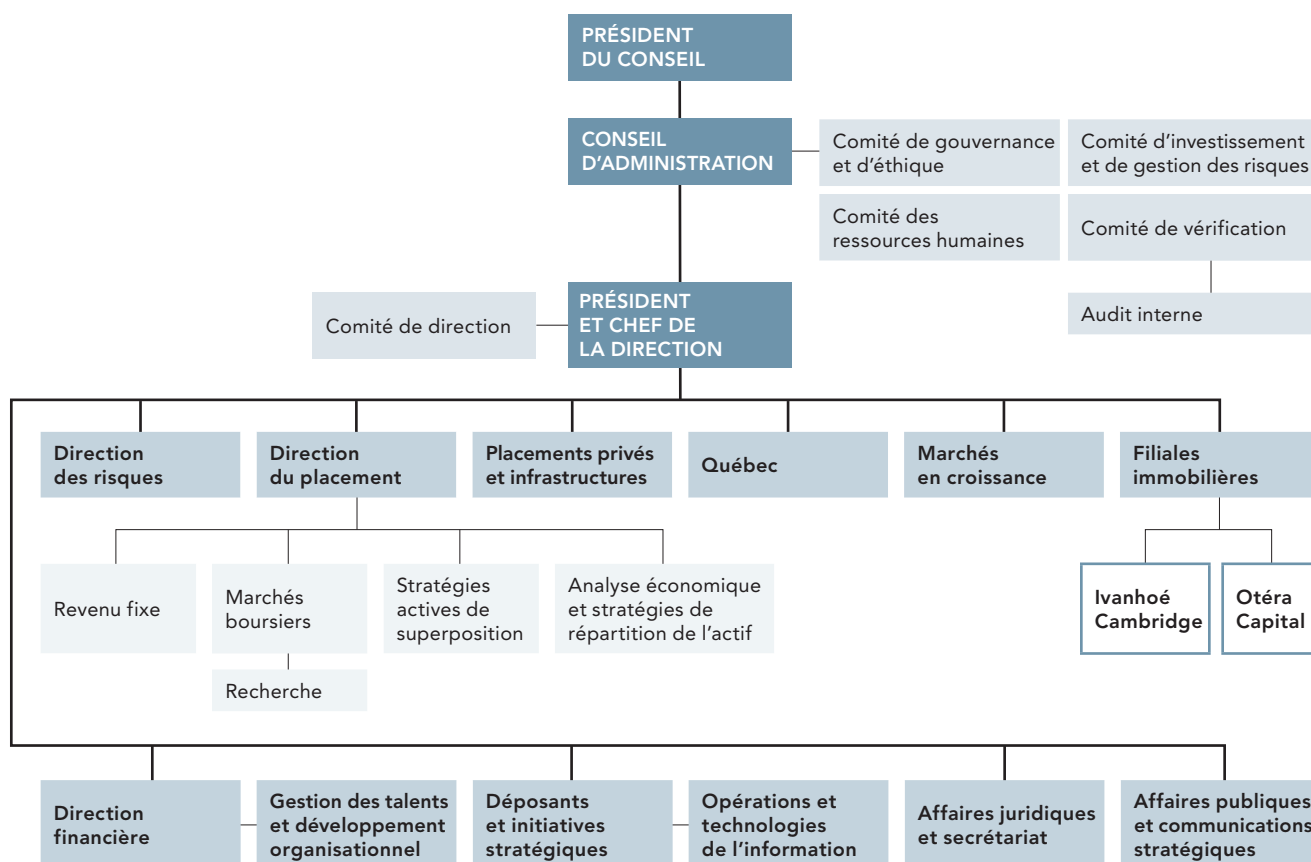 PRÉSIDENT
DU CONSEIL
CONSEIL
D'ADMINISTRATION
Comité de gouvernance
et d'éthique
Comité d'investissement
et de gestion des risques
Comité des
ressources humaines
Comité de vérification
Audit interne
PRÉSIDENT
ET CHEF DE
LA DIRECTION
Comité de direction
Direction
des risques
Direction
du placement
Placements privés
et infrastructures
Québec
Marchés
en croissance
Filiales
immobilières
Revenu fixe
Marchés
boursiers
Stratégies
actives de
superposition
Analyse économique
et stratégies de
répartition de l'actif
Ivanhoé
Cambridge
Otéra
Capital
Recherche
Direction
financière
Gestion des talents
et développement
organisationnel
Déposants
et initiatives
stratégiques
Opérations et
technologies
de l'information
Affaires juridiques
et secrétariat
Affaires publiques
et communications
stratégiques